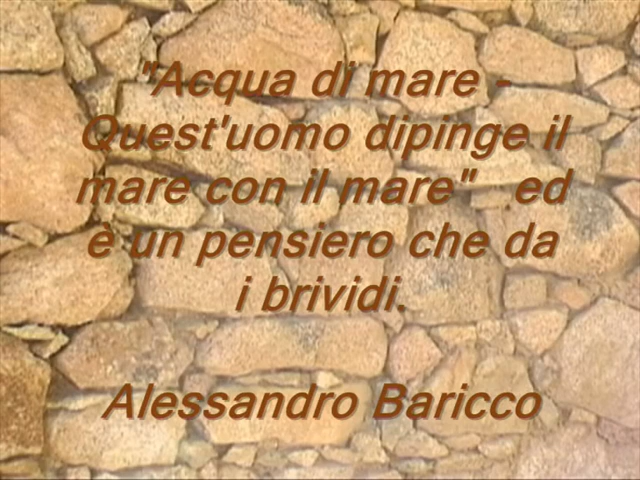 "Acqua di mare -
Quest'uomo dipinge il
mare con il mare" ed
è un pensiero che da
i brividi.
Alessandro Baricco